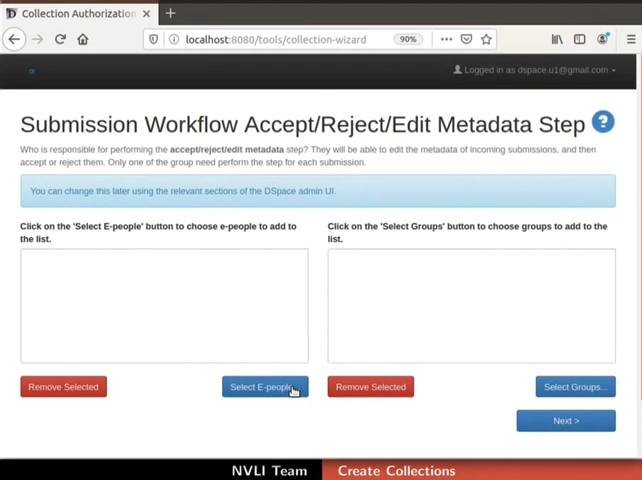 Collection Authorization
localhost:8080/tools/collection-wizard
90%
Logged in as dspace.u1@gmail.com
Submission Workflow Accept/Reject/Edit Metadata Step
Who is responsible for performing the accept/reject/edit metadata step? They will be able to edit the metadata of incoming submissions, and then
accept or reject them. Only one of the group need perform the step for each submission.
You can change this later using the relevant sections of the DSpace admin UI.
Click on the 'Select E-people' button to choose e-people to add to
the list.
Click on the 'Select Groups' button to choose groups to add to the
list.
Remove Selected
Select E-people
Remove Selected
Select Groups...
Next >
NVLI Team
Create Collections